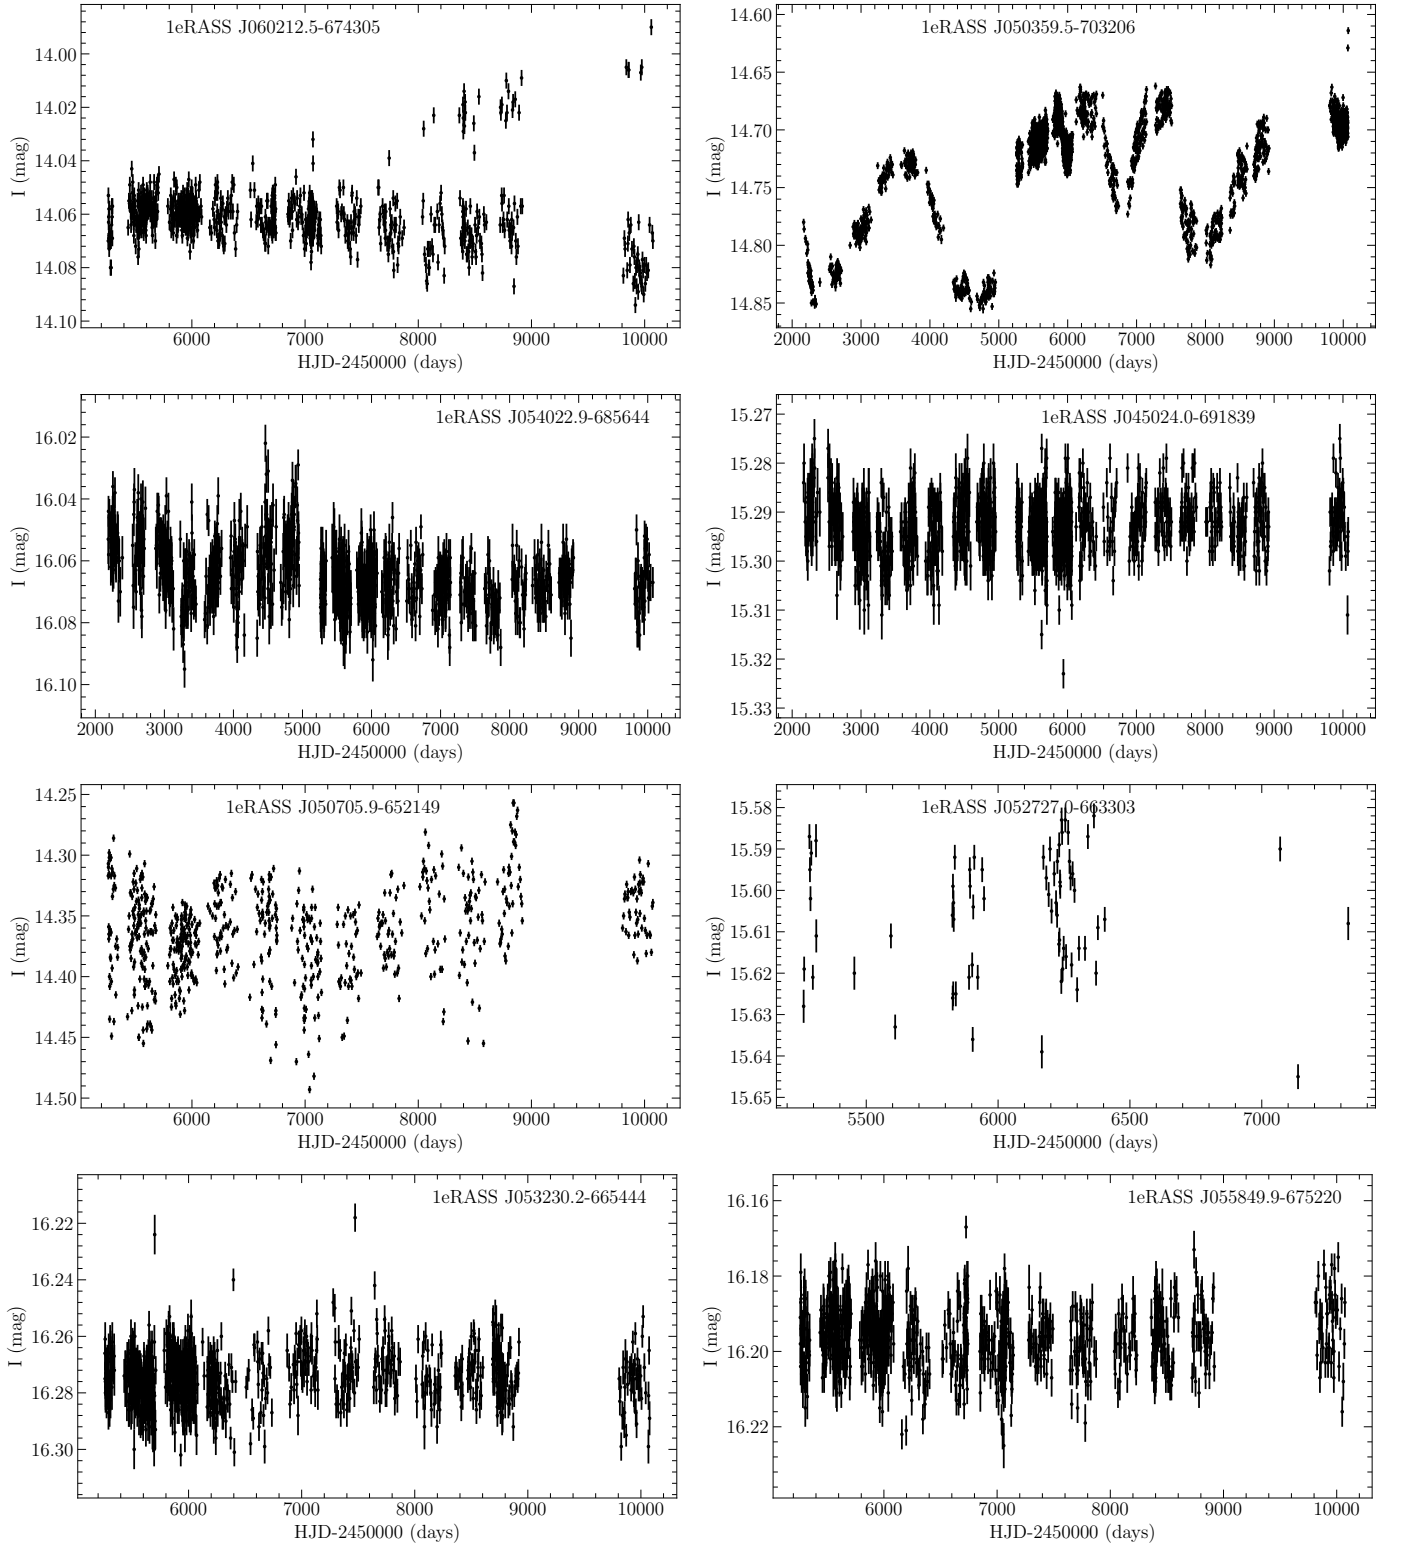 1eRASS J060212.5-674305
I (mag)
14.00
14.02
14.04
14.06
14.08
14.10
6000 7000 8000 9000 10000
HJD-2450000 (days)
1eRASS J050359.5-703206
I (mag)
14.60
14.65
14.70
14.75
14.80
14.85
2000 3000 4000 5000 6000 7000 8000 9000 10000
HJD-2450000 (days)
1eRASS J054022.9-685644
I (mag)
16.02
16.04
16.06
16.08
16.10
2000 3000 4000 5000 6000 7000 8000 9000 10000
HJD-2450000 (days)
1eRASS J045024.0-691839
I (mag)
15.27
15.28
15.29
15.30
15.31
15.32
15.33
2000 3000 4000 5000 6000 7000 8000 9000 10000
HJD-2450000 (days)
1eRASS J050705.9-652149
I (mag)
14.25
14.30
14.35
14.40
14.45
14.50
6000 7000 8000 9000 10000
HJD-2450000 (days)
1eRASS J052727.0-663303
I (mag)
15.58
15.59
15.60
15.61
15.62
15.63
15.64
15.65
5500 6000 6500 7000
HJD-2450000 (days)
1eRASS J053230.2-665444
I (mag)
16.22
16.24
16.26
16.28
16.30
6000 7000 8000 9000 10000
HJD-2450000 (days)
1eRASS J055849.9-675220
I (mag)
16.16
16.18
16.20
16.22
6000 7000 8000 9000 10000
HJD-2450000 (days)